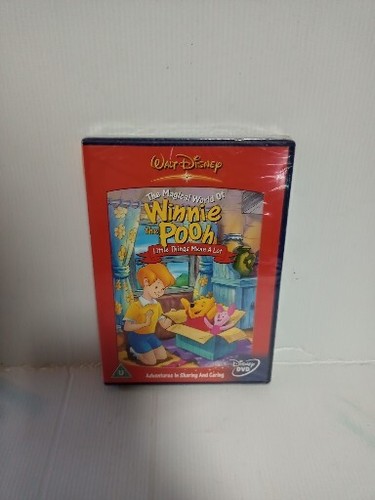 WALT DISNEY
The Magical World Of
Winnie
the Pooh
Little Things Mean A Lot
U
Disney
DVD
Adventures In Sharing And Caring